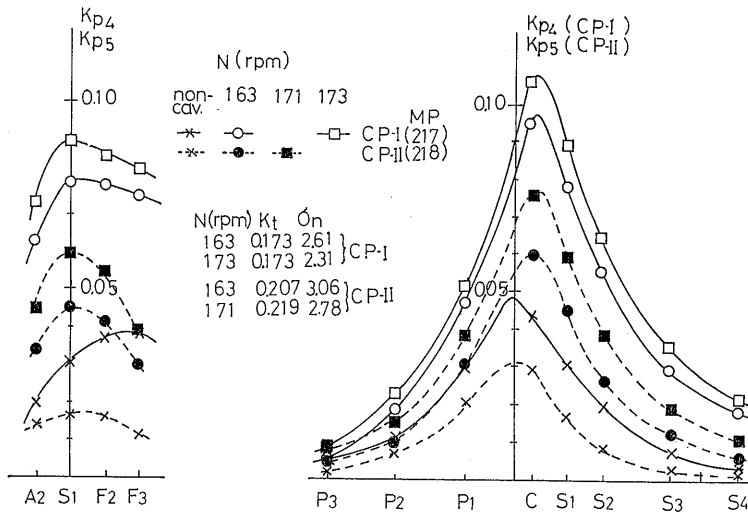 Kp4
Kp5
0.10
0.05
A2 S1 F2 F3
N (rpm)
non-cav. 163 171 173
MP
CP-I (217)
CP-II (218)
N(rpm) Kt σn
163 0.173 2.61
173 0.173 2.31
} CP-I
163 0.207 3.06
171 0.219 2.78
} CP-II
Kp4 (CP-I)
Kp5 (CP-II)
0.10
0.05
P3 P2 P1 C S1 S2 S3 S4